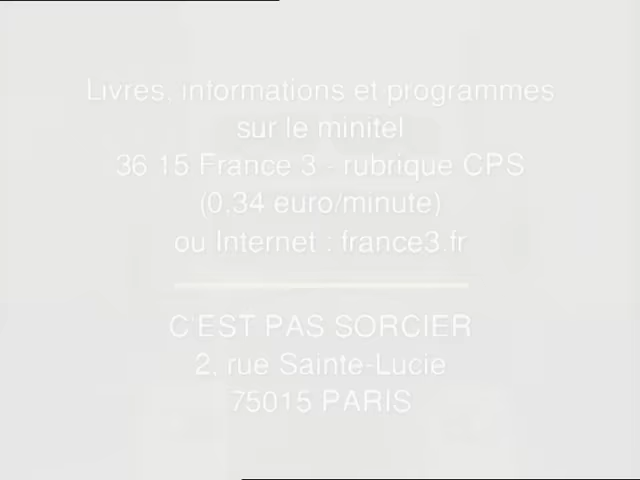 Livres, informations et programmes
sur le minitel
36 15 France 3 - rubrique CPS
(0,34 euro/minute)
ou Internet : france3.fr
C'EST PAS SORCIER
2, rue Sainte-Lucie
75015 PARIS